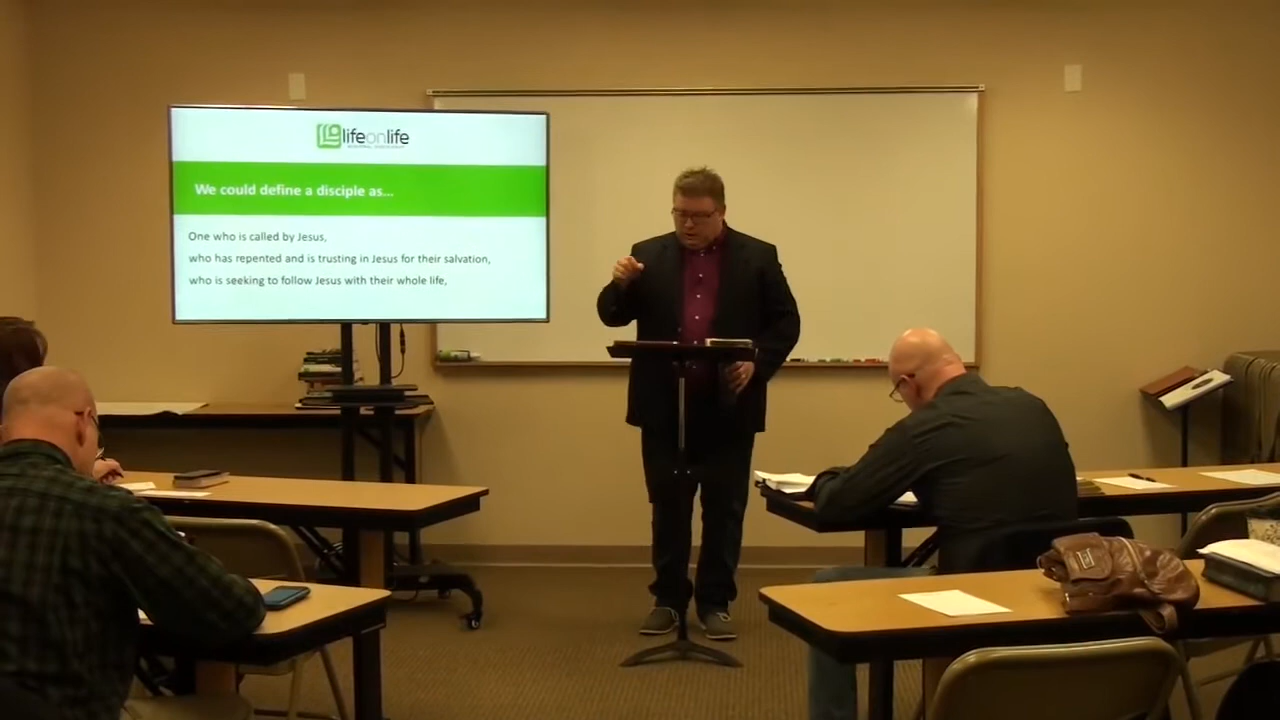 lifeonlife
We could define a disciple as...
One who is called by Jesus,
who has repented and is trusting in Jesus for their salvation,
who is seeking to follow Jesus with their whole life,